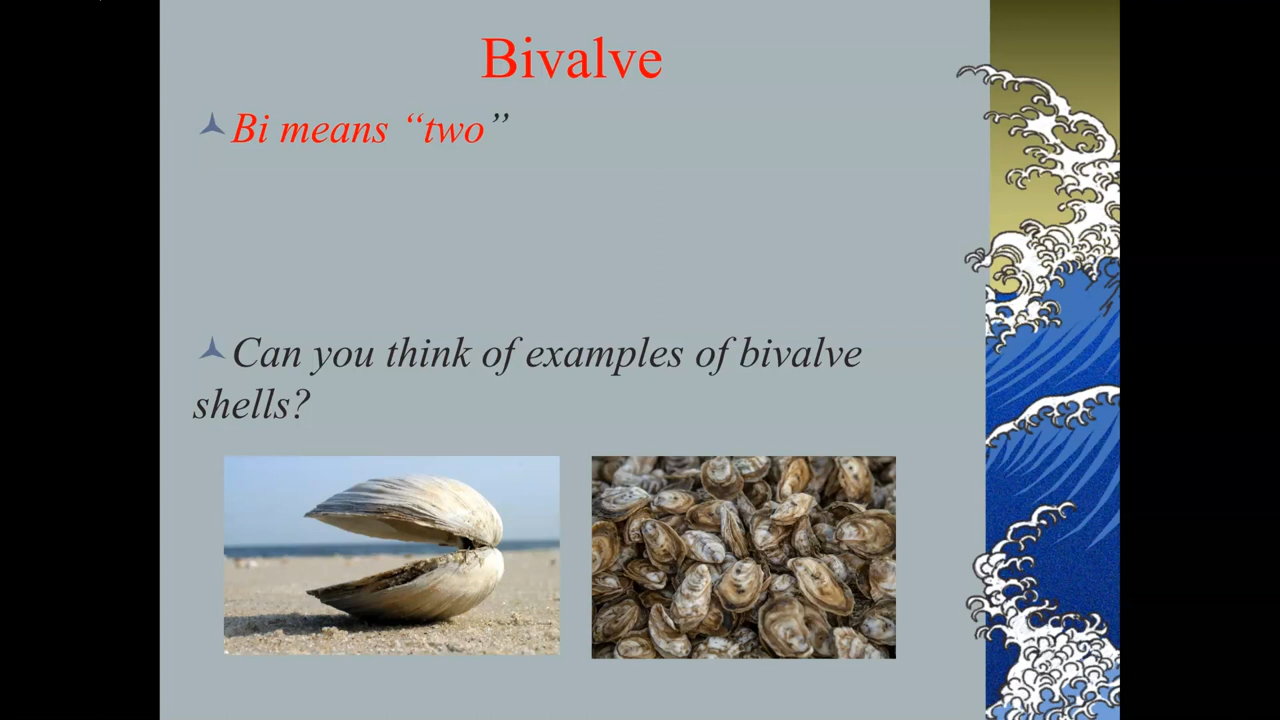 Bivalve
Bi means “two”
Can you think of examples of bivalve
shells?